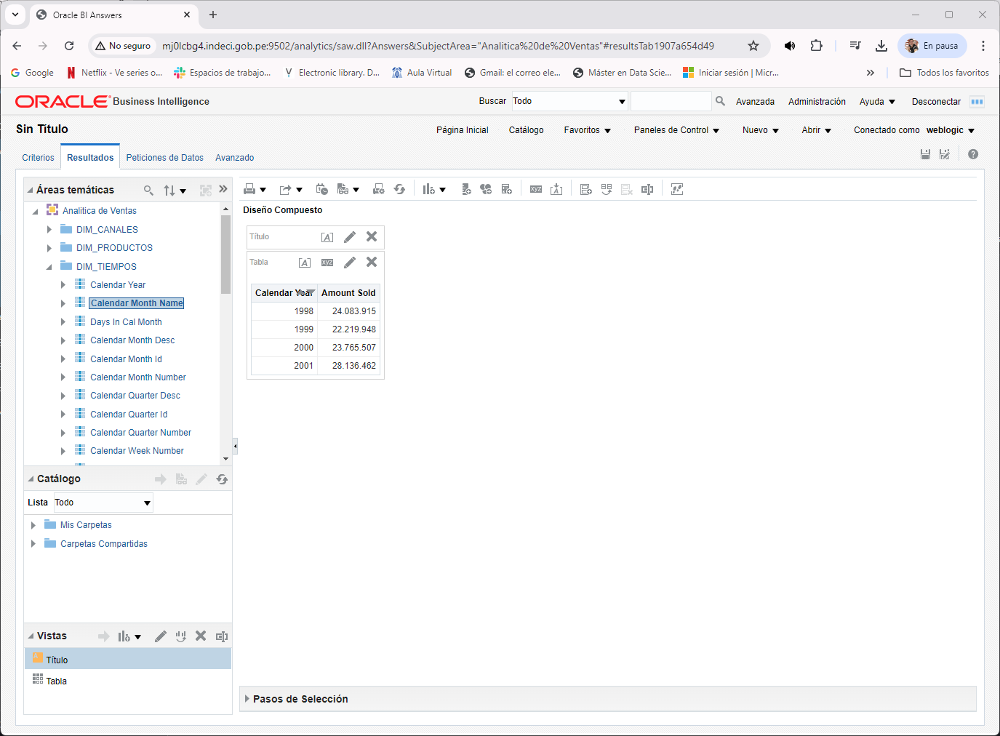 Oracle BI Answers
No seguro
mj0lcbg4.indeci.gob.pe:9502/analytics/saw.dll?Answers&SubjectArea="Analitica%20de%20Ventas"#resultsTab1907a654d49
En pausa
Google
Netflix - Ve series o...
Espacios de trabajo...
Electronic library. D...
Aula Virtual
Gmail: el correo ele...
Máster en Data Scie...
Iniciar sesión | Micr...
Todos los favoritos
ORACLE Business Intelligence
Buscar
Todo
Avanzada
Administración
Ayuda
Desconectar
Sin Título
Página Inicial
Catálogo
Favoritos
Paneles de Control
Nuevo
Abrir
Conectado como weblogic
Criterios
Resultados
Peticiones de Datos
Avanzado
Áreas temáticas
Analitica de Ventas
DIM_CANALES
DIM_PRODUCTOS
DIM_TIEMPOS
Calendar Year
Calendar Month Name
Days In Cal Month
Calendar Month Desc
Calendar Month Id
Calendar Month Number
Calendar Quarter Desc
Calendar Quarter Id
Calendar Quarter Number
Calendar Week Number
Catálogo
Lista
Todo
Mis Carpetas
Carpetas Compartidas
Vistas
Título
Tabla
Diseño Compuesto
Título
Tabla
xyz
Calendar Year Amount Sold
1998 24.083.915
1999 22.219.948
2000 23.765.507
2001 28.136.462
Pasos de Selección